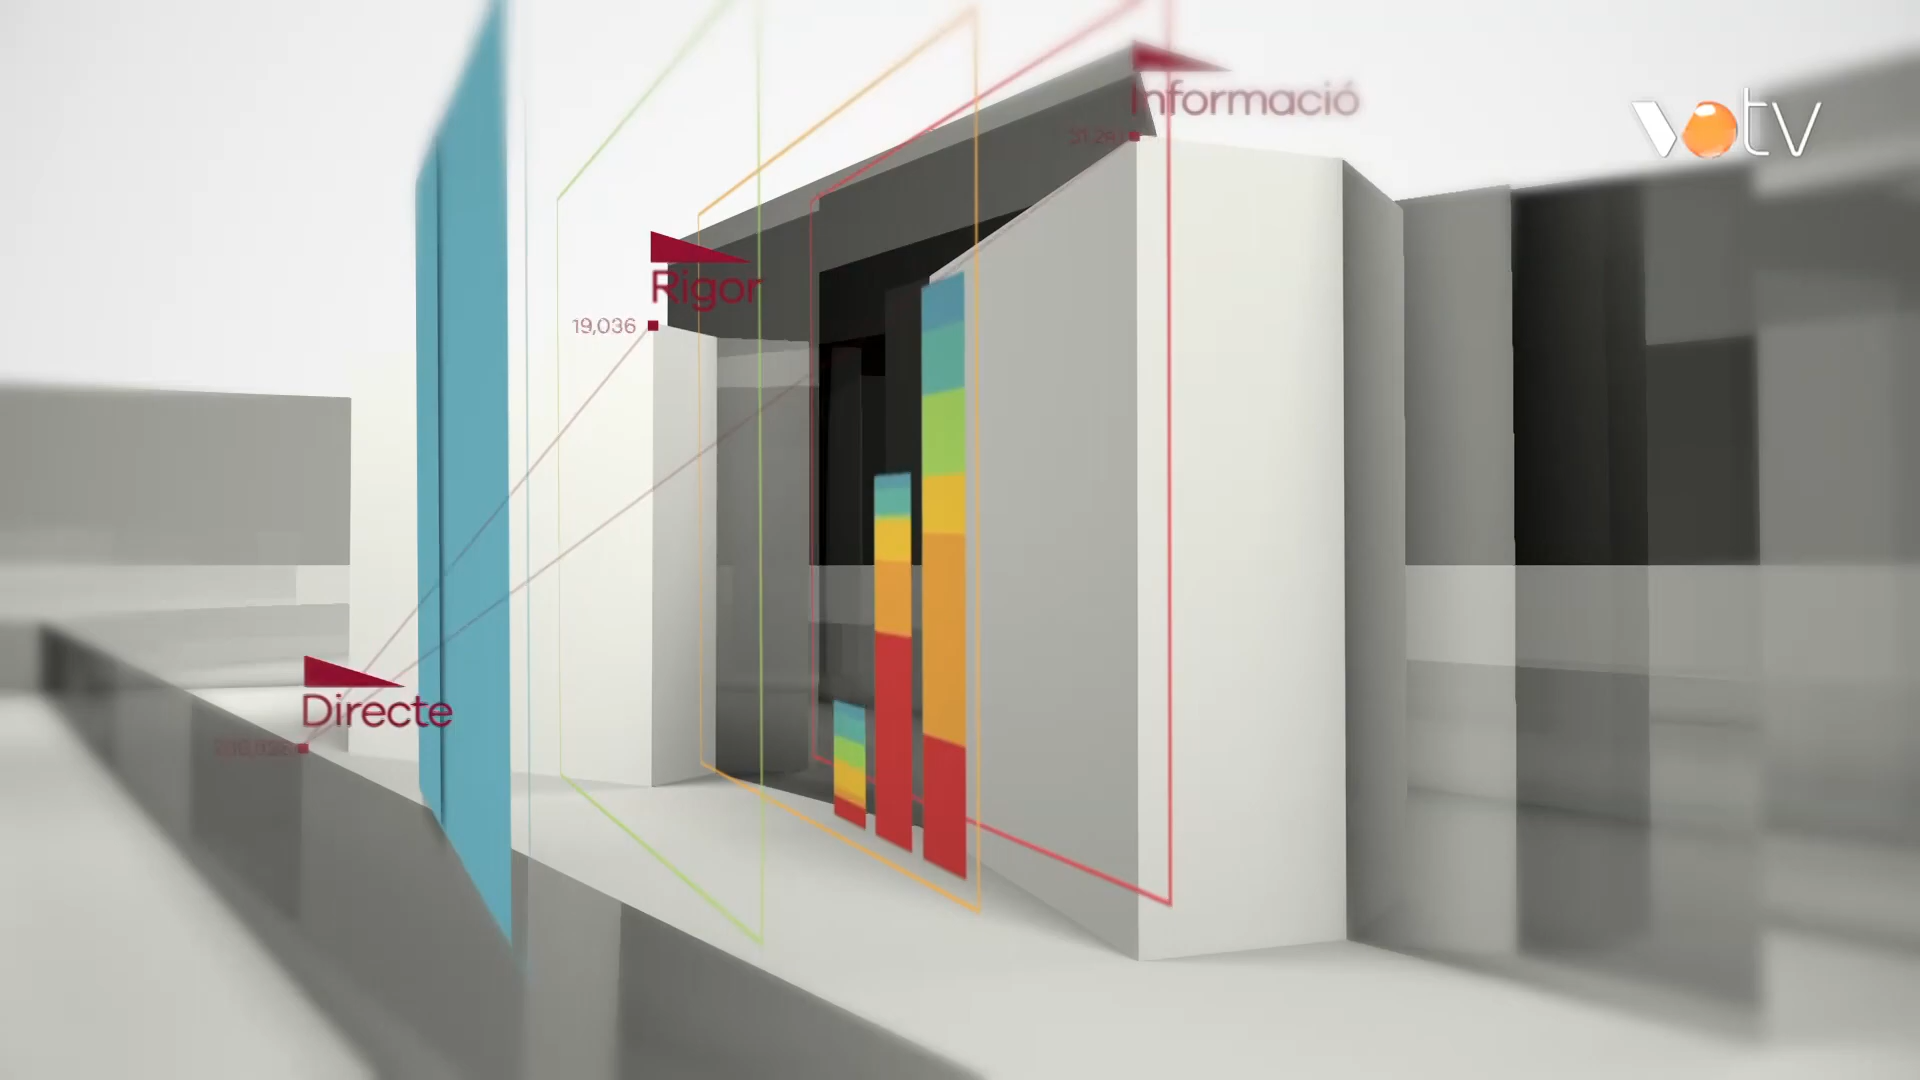 Informació
votv
Rigor
19,036
Directe